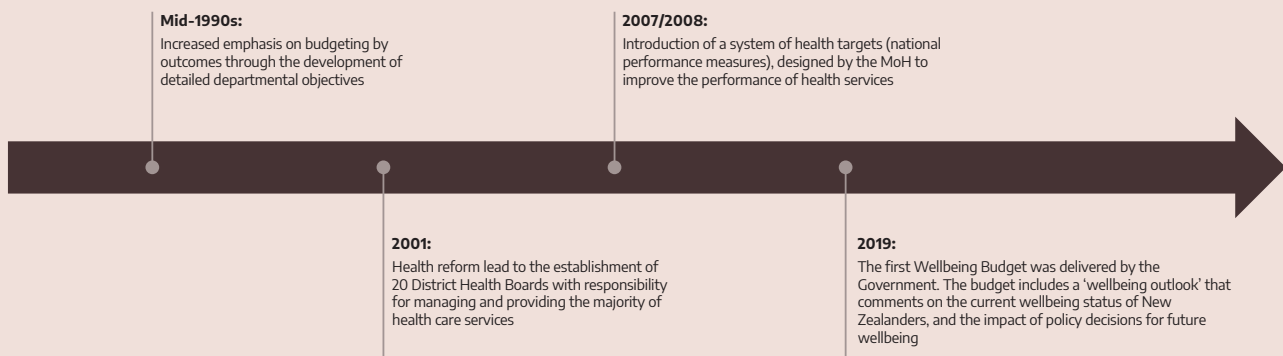 Mid-1990s:
Increased emphasis on budgeting by
outcomes through the development of
detailed departmental objectives
2001:
Health reform lead to the establishment of
20 District Health Boards with responsibility
for managing and providing the majority of
health care services
2007/2008:
Introduction of a system of health targets (national
performance measures), designed by the MoH to
improve the performance of health services
2019:
The first Wellbeing Budget was delivered by the
Government. The budget includes a ‘wellbeing outlook’ that
comments on the current wellbeing status of New
Zealanders, and the impact of policy decisions for future
wellbeing